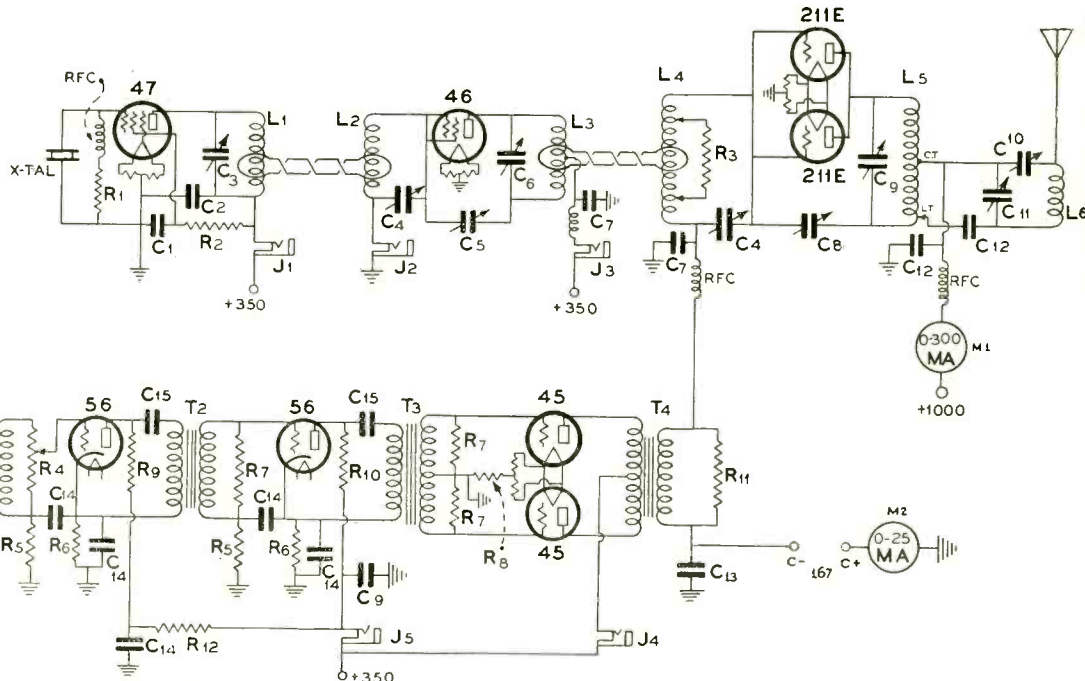 211E
RFC
47
46
L4
L5
X-TAL
R1
C3
L1
L2
C6
L3
R3
211E
C9
CT
C10
C11
L6
C2
C1
R2
C4
C5
C7
C7
C4
C8
LT
C12
C12
J1
J2
J3
RFC
RFC
+350
+350
0-300
MA
M1
+1000
56
C15
T2
56
C15
T3
45
T4
R4
R9
R7
R10
R7
R11
C14
C14
R7
R5
R6
C14
R5
R6
C14
R8
45
C9
C13
C-
167
C+
M2
0-25
MA
C14
R12
J5
J4
+350